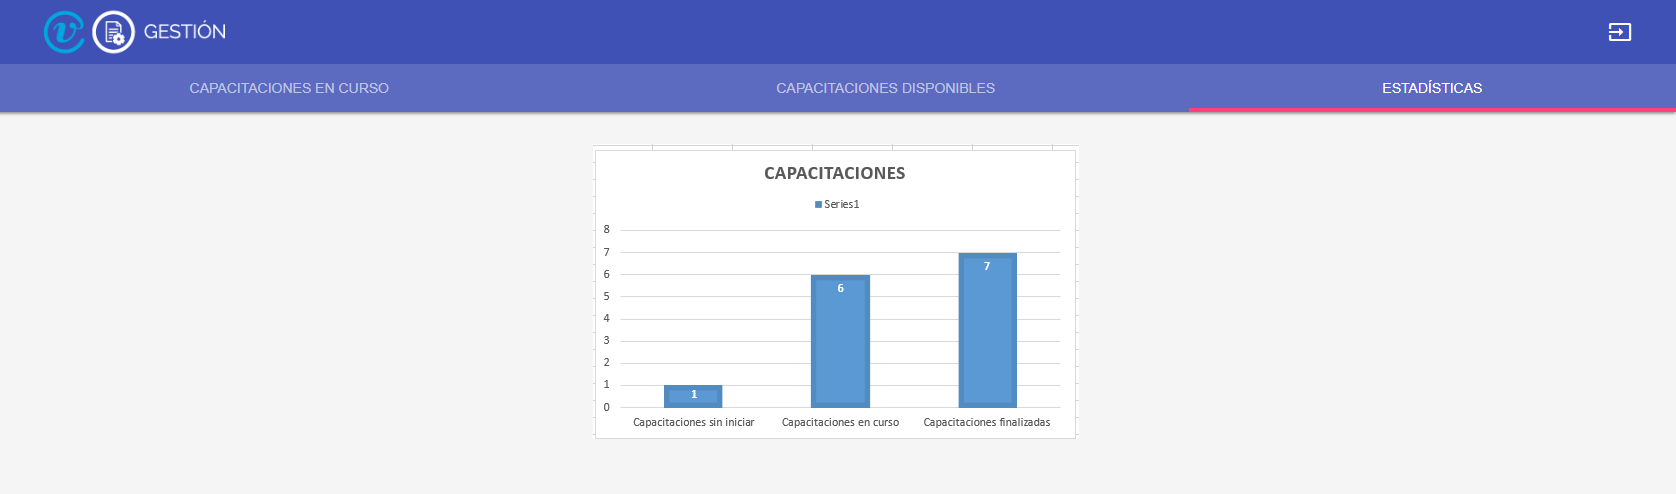 GESTIÓN
CAPACITACIONES EN CURSO
CAPACITACIONES DISPONIBLES
ESTADÍSTICAS
CAPACITACIONES
Series1
8
7
6
5
4
3
2
1
0
1
6
7
Capacitaciones sin iniciar
Capacitaciones en curso
Capacitaciones finalizadas